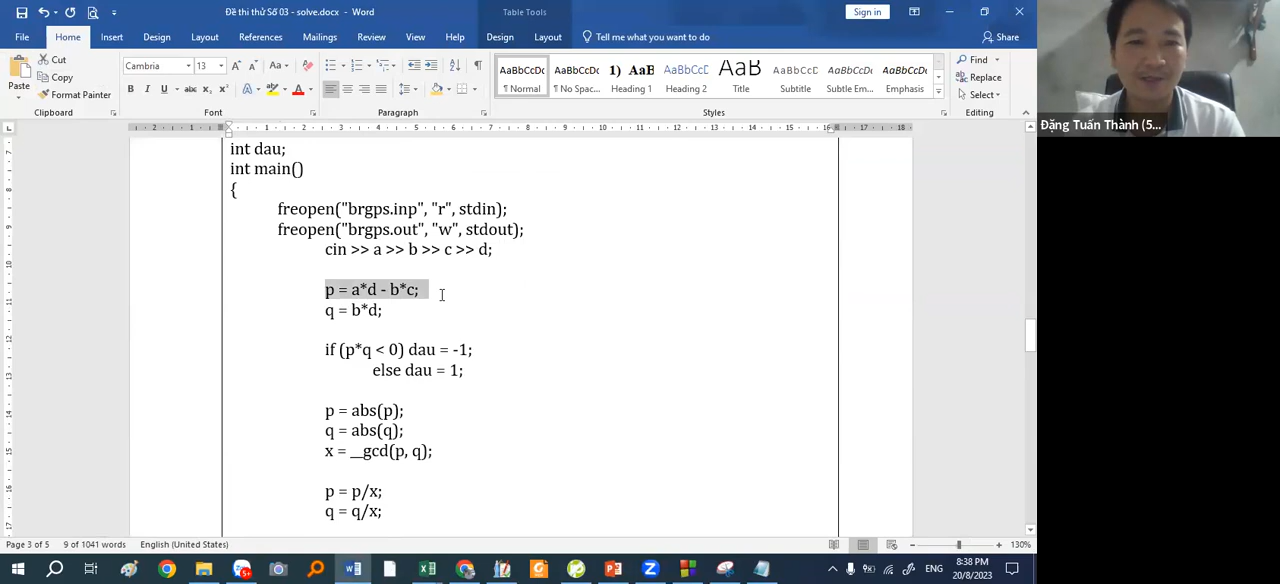 Đề thi thử Số 03 - solve.docx - Word
Table Tools
Sign in
File Home Insert Design Layout References Mailings Review View Help Design Layout Tell me what you want to do Share
Paste
Cut
Copy
Format Painter
Clipboard
Cambria 13
Font
Paragraph
AaBbCcDc AaBbCcDc 1) AaB AaBbCcD AaB AaBbCcD AaBbCcDc AaBbCcDc
¶ Normal ¶ No Spac... Heading 1 Heading 2 Title Subtitle Subtle Em... Emphasis
Styles
Find
Replace
Select
Editing
Đặng Tuấn Thành (5...
int dau;
int main()
{
freopen("brgps.inp", "r", stdin);
freopen("brgps.out", "w", stdout);
cin >> a >> b >> c >> d;
p = a*d - b*c;
q = b*d;
if (p*q < 0) dau = -1;
else dau = 1;
p = abs(p);
q = abs(q);
x = __gcd(p, q);
p = p/x;
q = q/x;
Page 3 of 5 9 of 1041 words English (United States) 130%
ENG
8:38 PM
20/8/2023